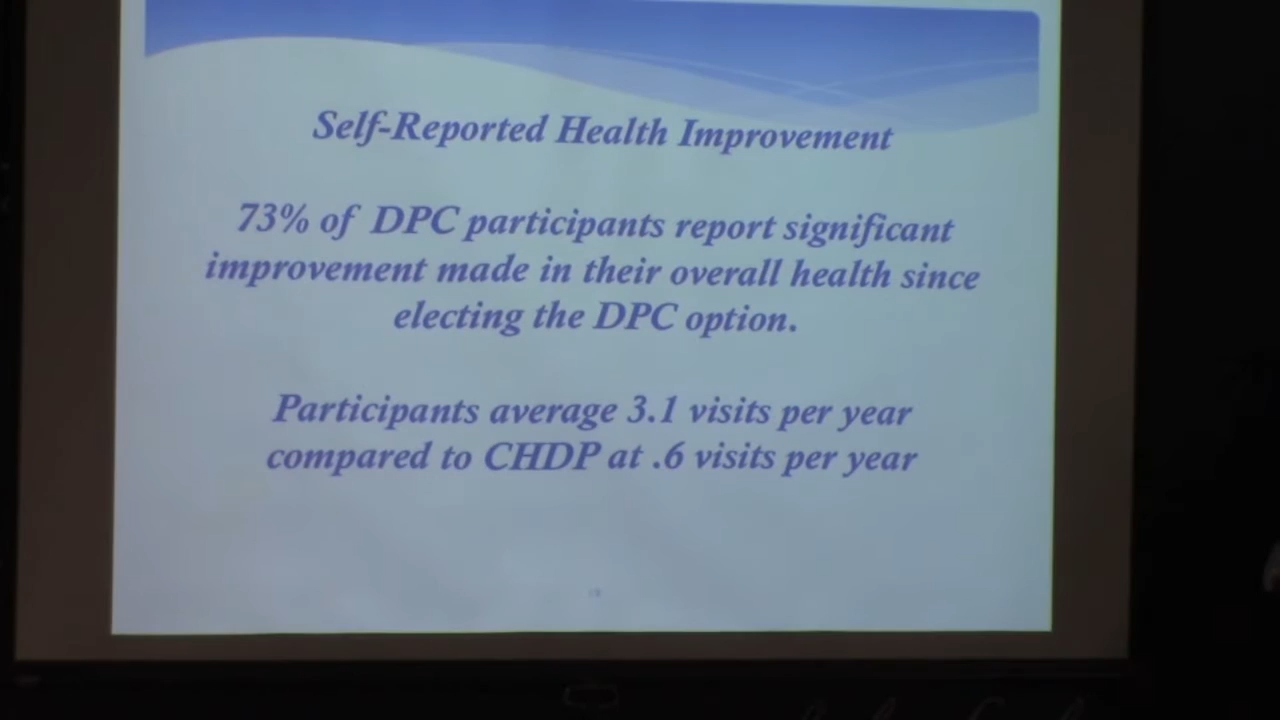 Self-Reported Health Improvement
73% of DPC participants report significant
improvement made in their overall health since
electing the DPC option.
Participants average 3.1 visits per year
compared to CHDP at .6 visits per year